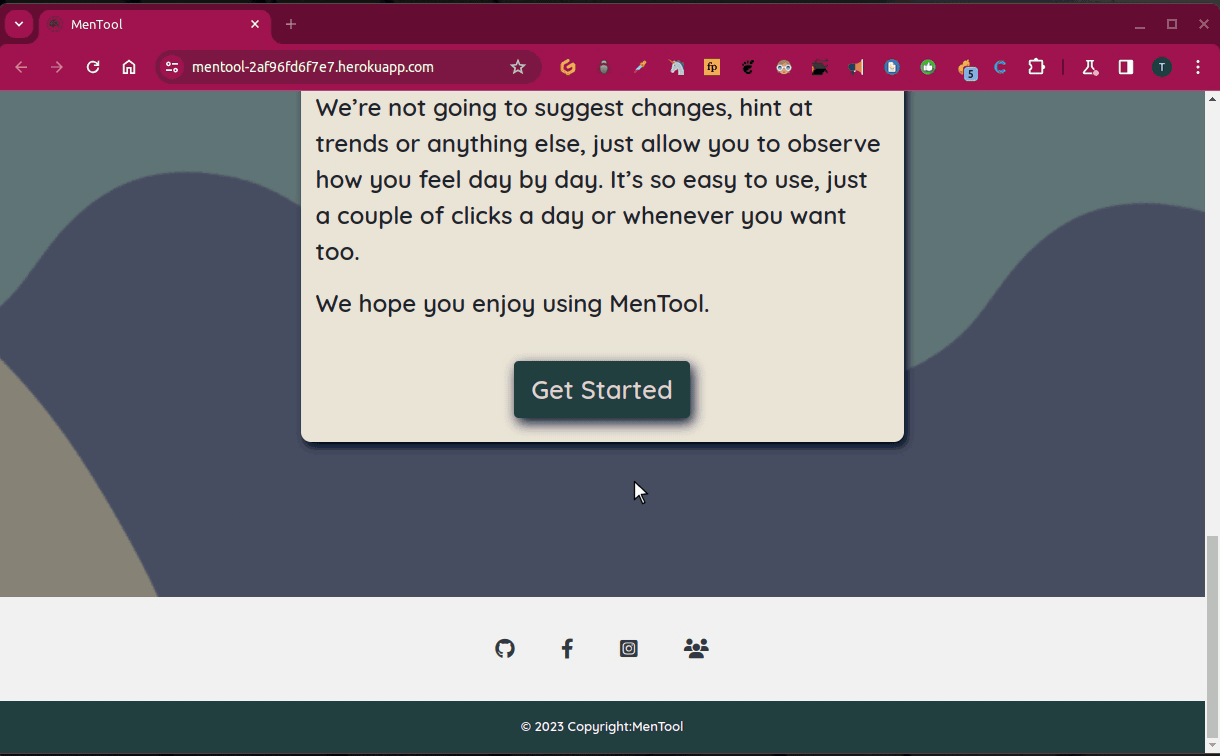 MenTool
mentool-2af96fd6f7e7.herokuapp.com
fp
5
T
We're not going to suggest changes, hint at
trends or anything else, just allow you to observe
how you feel day by day. It's so easy to use, just
a couple of clicks a day or whenever you want
too.
We hope you enjoy using MenTool.
Get Started
© 2023 Copyright:MenTool